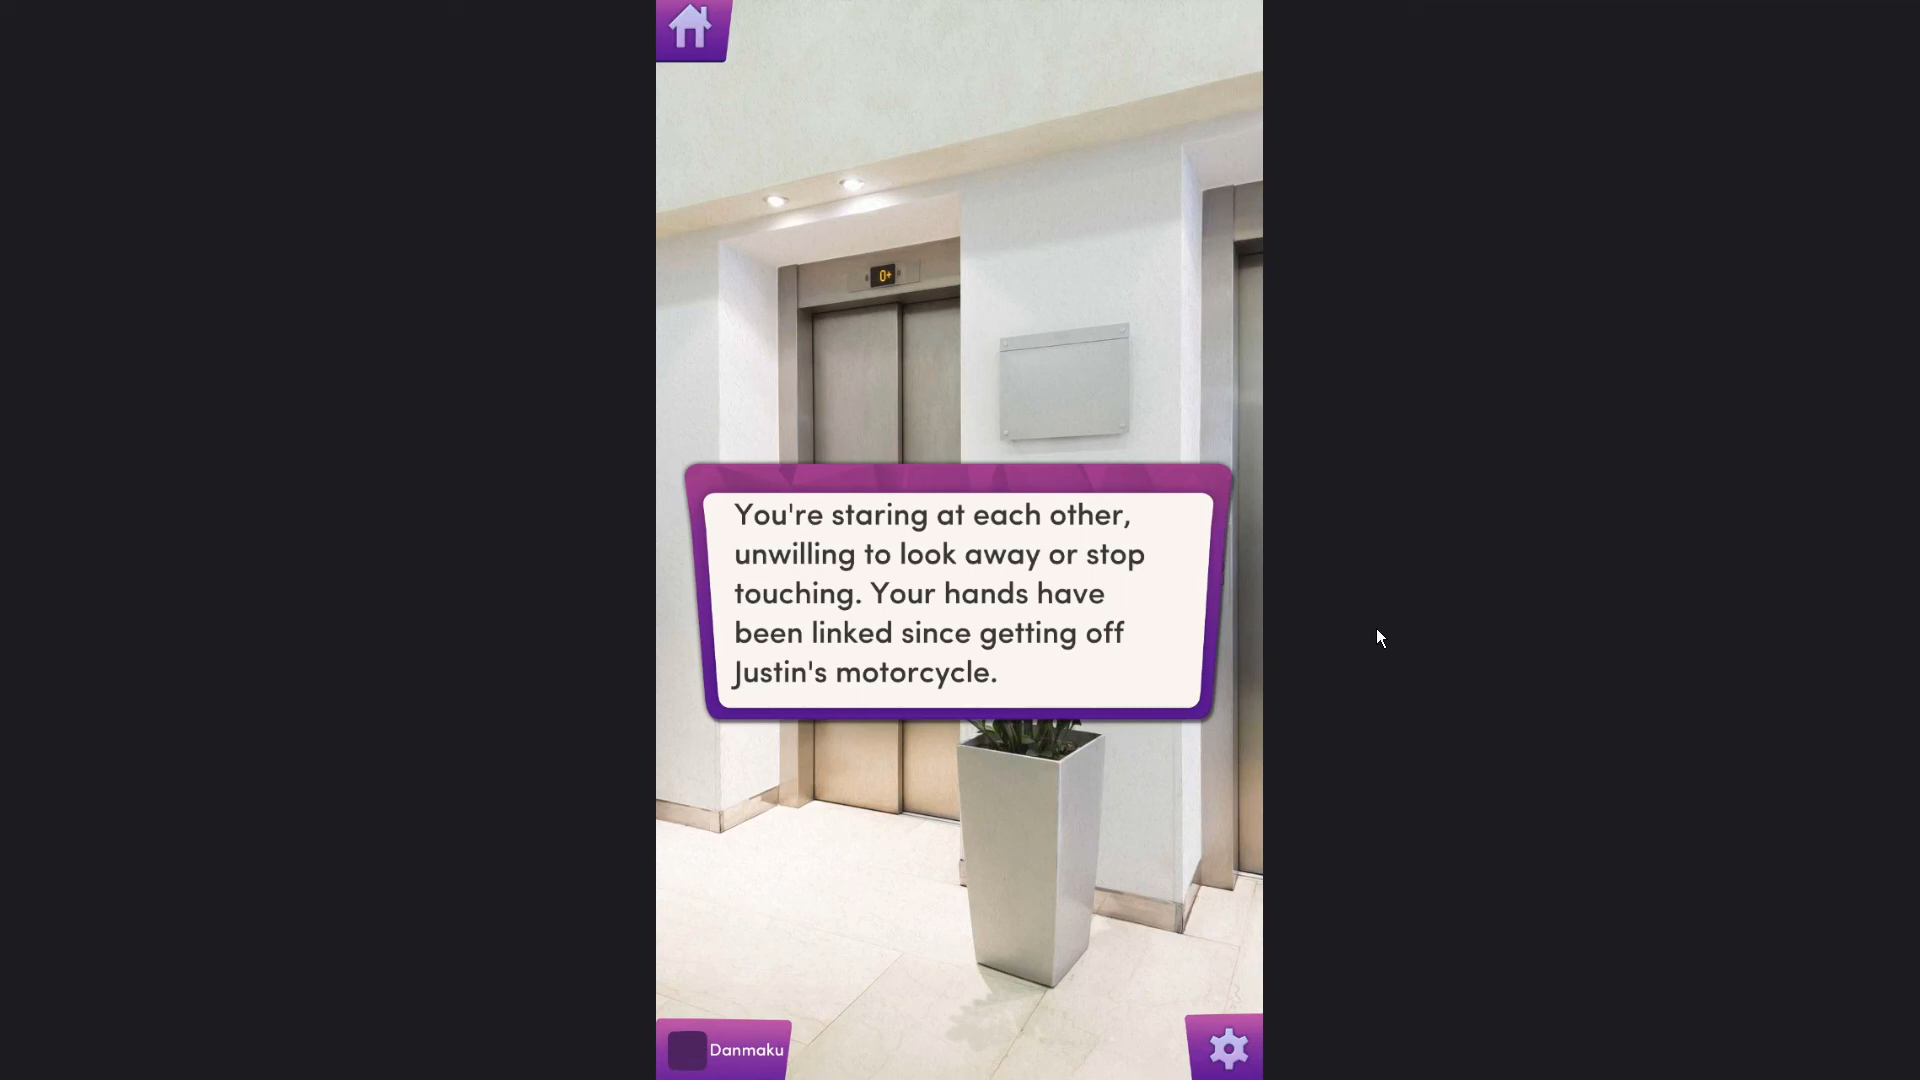 0+
You're staring at each other,
unwilling to look away or stop
touching. Your hands have
been linked since getting off
Justin's motorcycle.
Danmaku